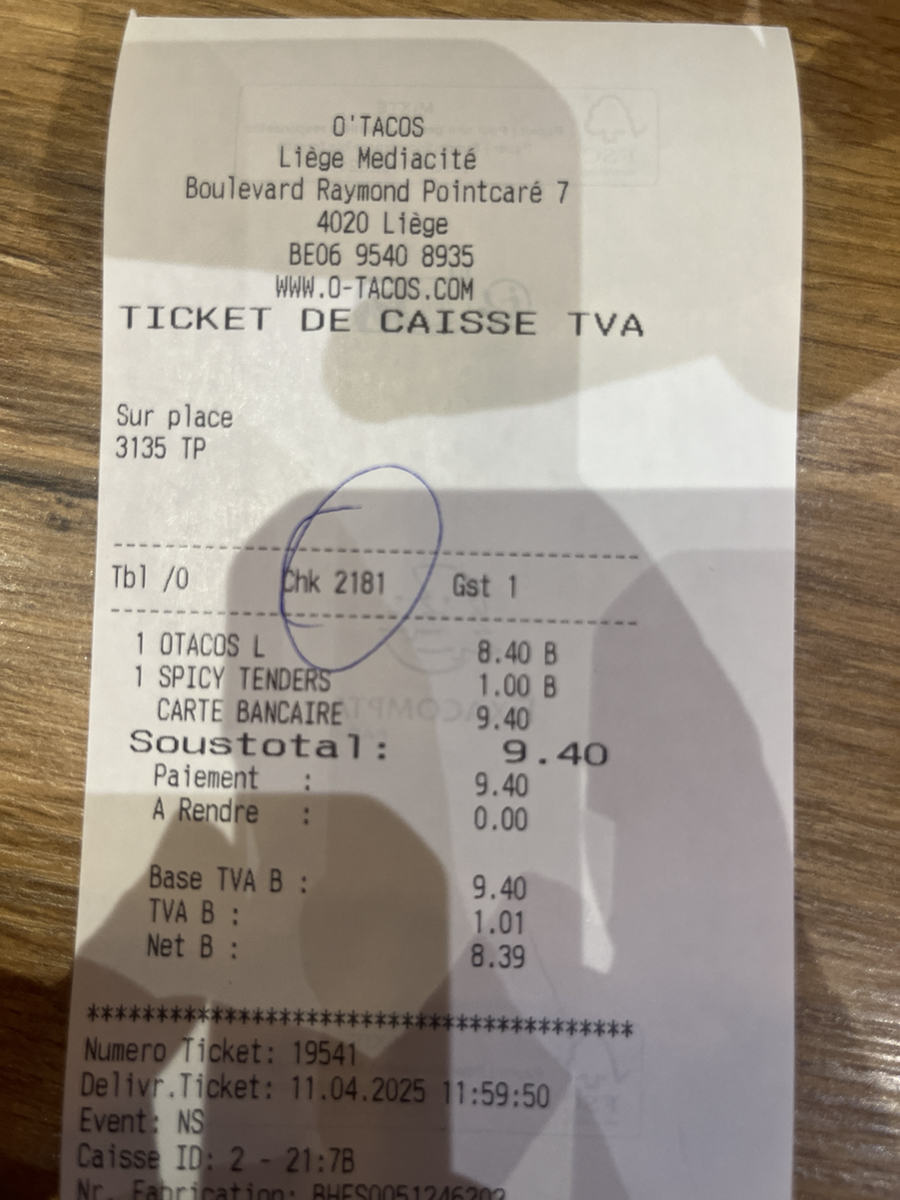 O'TACOS
Liège Mediacité
Boulevard Raymond Pointcaré 7
4020 Liège
BE06 9540 8935
WWW.O-TACOS.COM
TICKET DE CAISSE TVA
Sur place
3135 TP
Tbl /0 Chk 2181 Gst 1
1 OTACOS L 8.40 B
1 SPICY TENDERS 1.00 B
CARTE BANCAIRE 9.40
Soustotal: 9.40
Paiement : 9.40
A Rendre : 0.00
Base TVA B : 9.40
TVA B : 1.01
Net B : 8.39
*****************************************
Numero Ticket: 19541
Delivr.Ticket: 11.04.2025 11:59:50
Event: NS
Caisse ID: 2 - 21:7B
Nr. Fabrication: